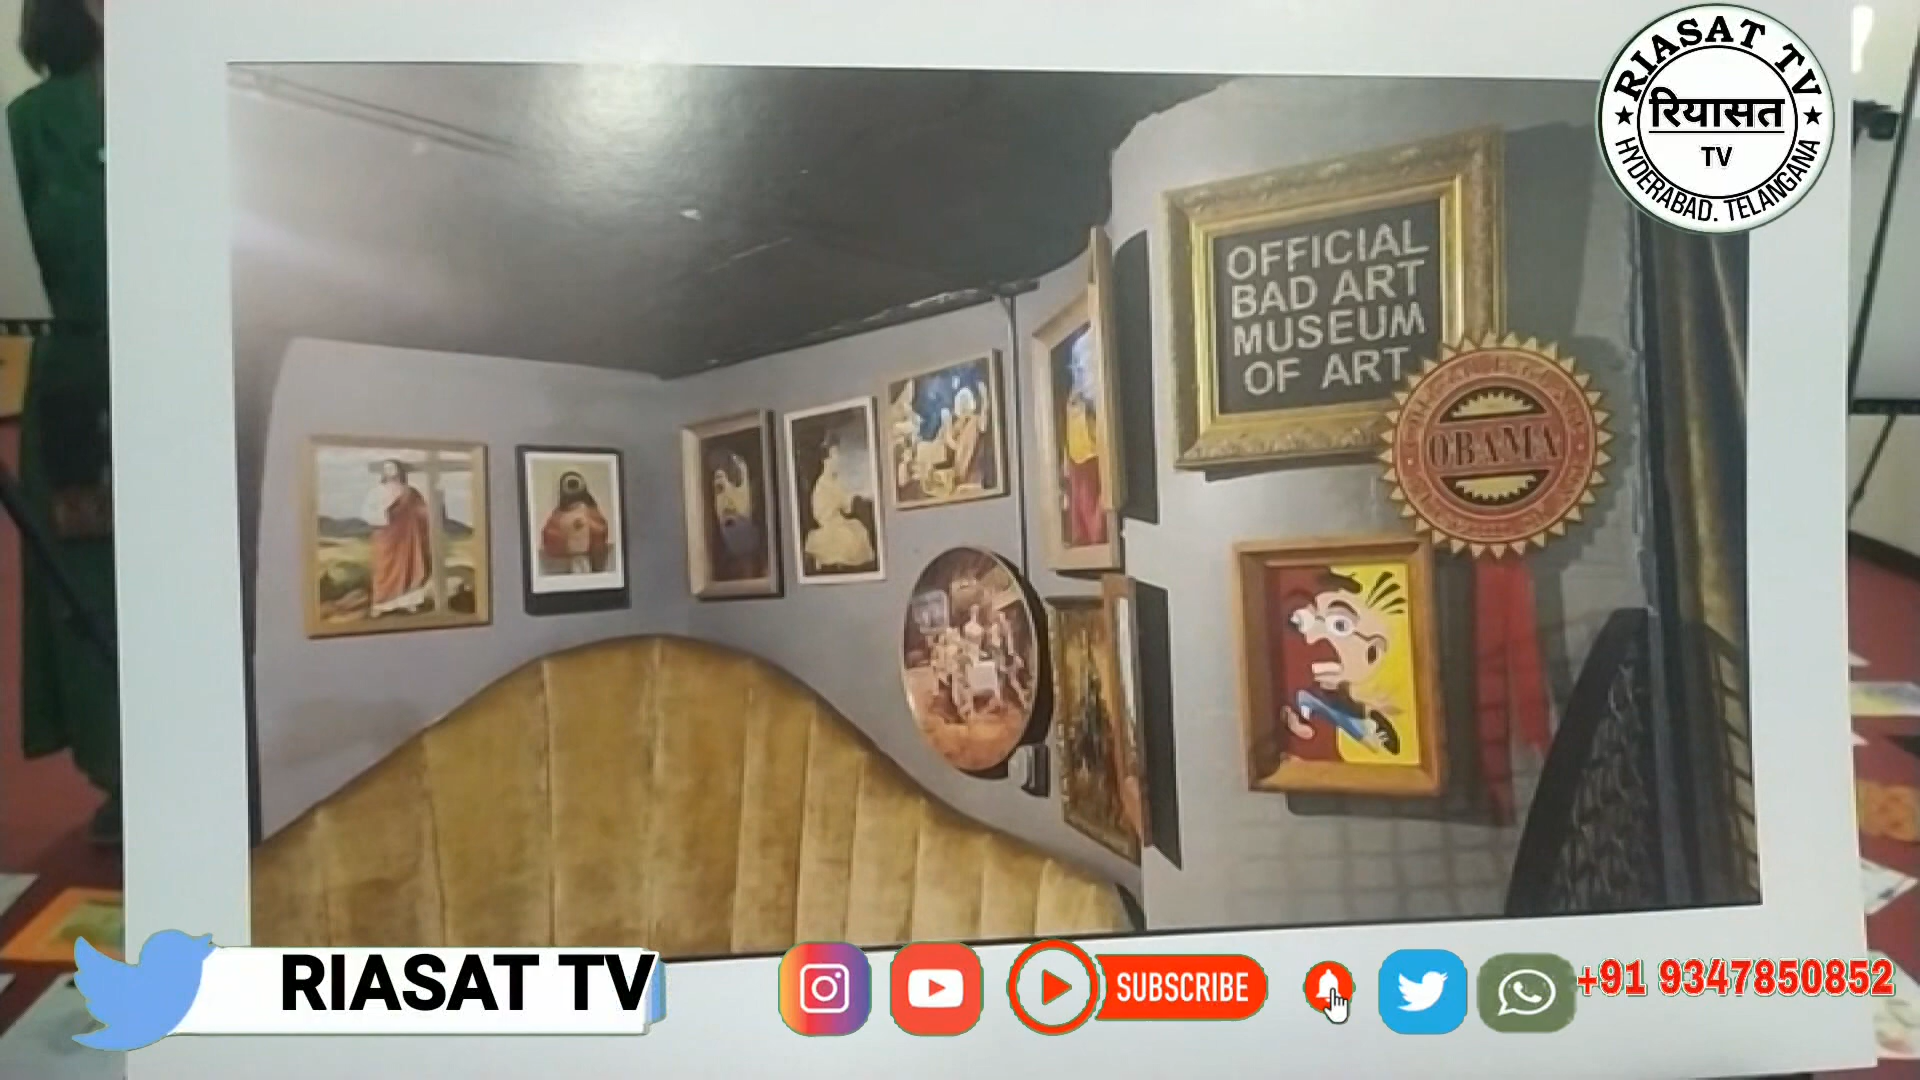 RIASAT TV
रियासत
TV
HYDERABAD. TELANGANA
OFFICIAL
BAD ART
MUSEUM
OF ART
OBAMA
RIASAT TV
SUBSCRIBE
+91 9347850852